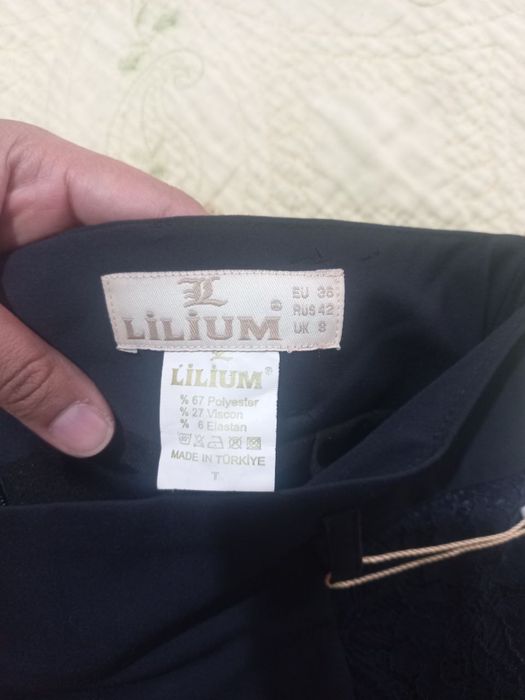 L
LİLİUM®
EU 36
RUS 42
UK 8
L
LİLİUM®
% 67 Polyester
% 27 Viscon
% 6 Elastan
MADE IN TÜRKİYE
T